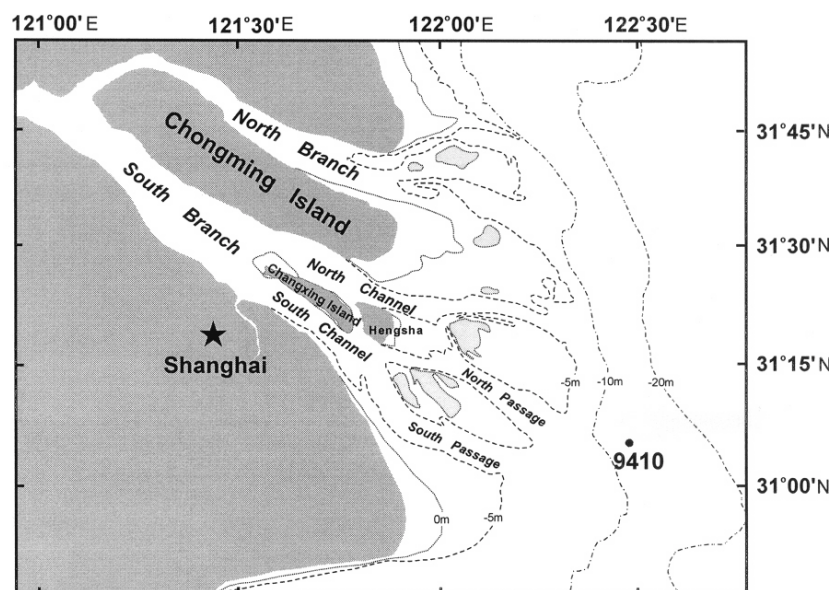 121°00' E 121°30' E 122°00' E 122°30' E
North Branch
31°45' N
Chongming Island
South Branch
31°30' N
North Channel
Changxing Island
South Channel
Hengsha
Shanghai
31°15' N
-5m -10m -20m
North Passage
South Passage
9410
31°00' N
0m -5m